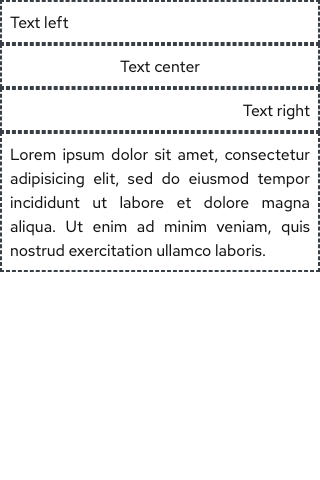 Text left
Text center
Text right
Lorem ipsum dolor sit amet, consectetur
adipisicing elit, sed do eiusmod tempor
incididunt ut labore et dolore magna
aliqua. Ut enim ad minim veniam, quis
nostrud exercitation ullamco laboris.